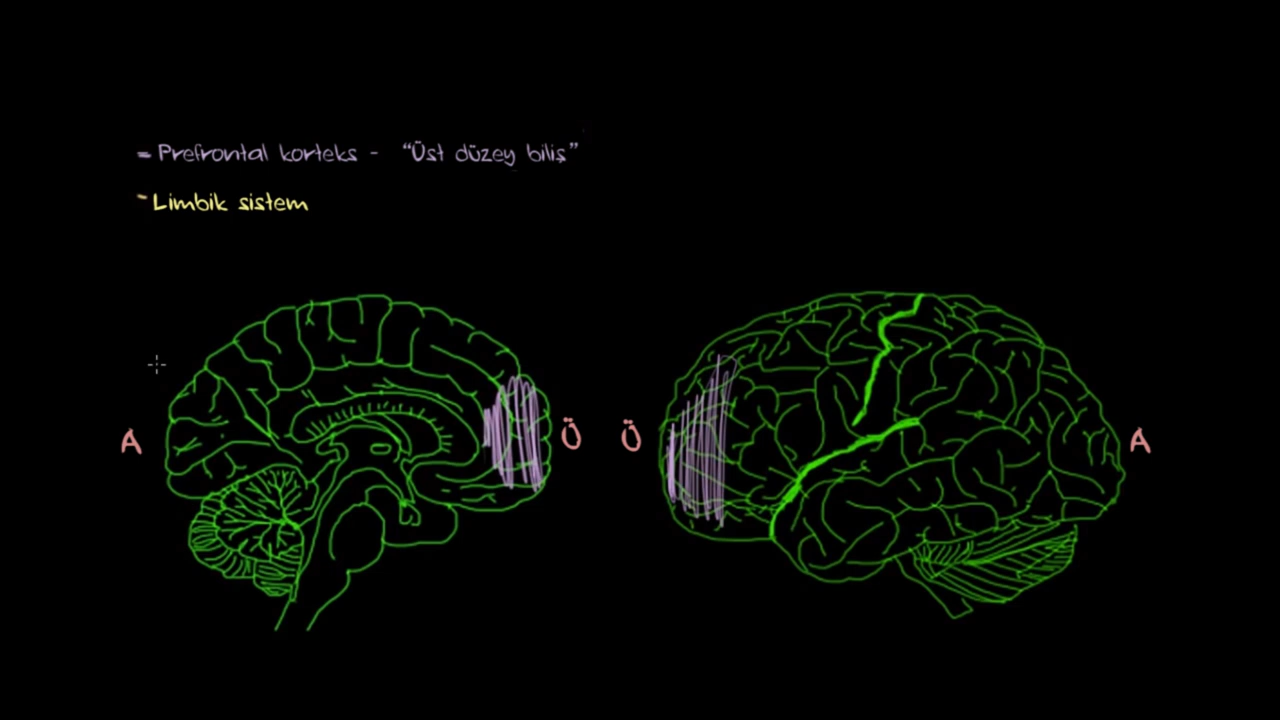 - Prefrontal korteks - "Üst düzey biliş"
- Limbik sistem
A Ü Ü A